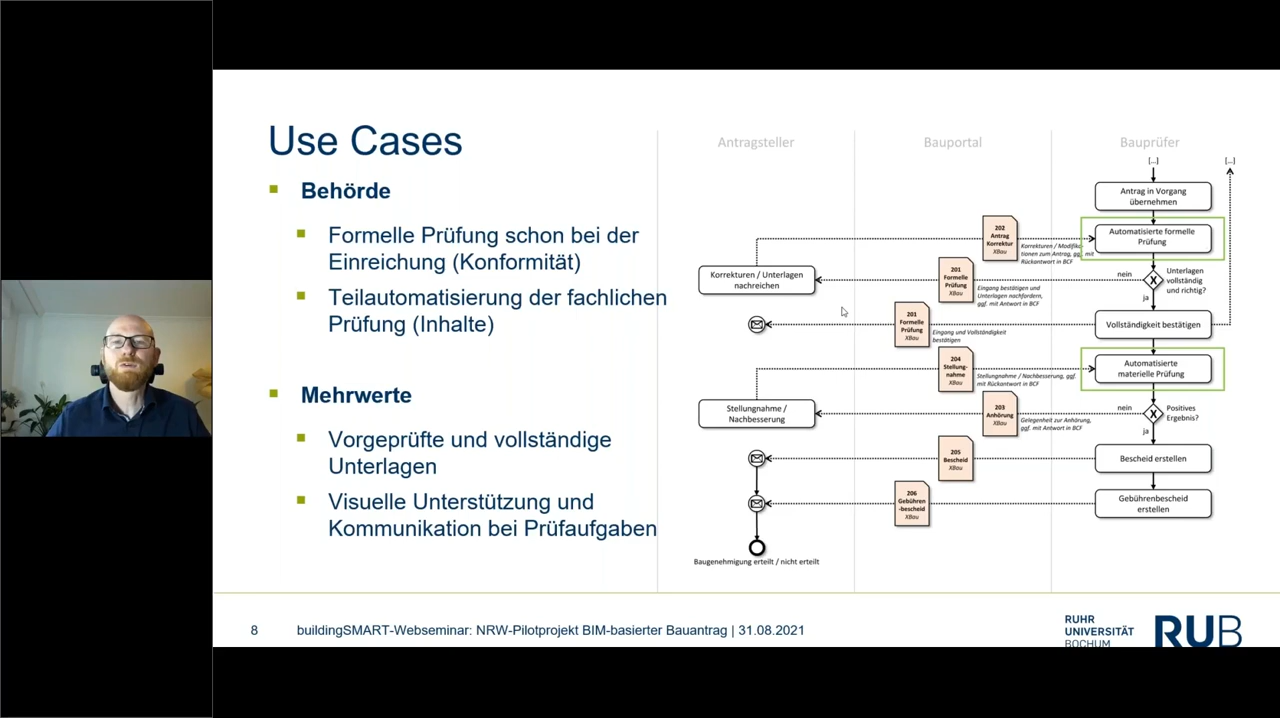 Use Cases
Behörde
Formelle Prüfung schon bei der
Einreichung (Konformität)
Teilautomatisierung der fachlichen
Prüfung (Inhalte)
Mehrwerte
Vorgeprüfte und vollständige
Unterlagen
Visuelle Unterstützung und
Kommunikation bei Prüfaufgaben
Antragsteller
Bauportal
Bauprüfer
[...]
[...]
Antrag in Vorgang
übernehmen
202
Antrag
Korrektur
XBau
Korrekturen / Modifika-
tionen zum Antrag, ggf. mit
Rückantwort in BCF
Automatisierte formelle
Prüfung
Korrekturen / Unterlagen
nachreichen
201
Formelle
Prüfung
XBau
Eingang bestätigen und
Unterlagen nachfordern,
ggf. mit Antwort in BCF
nein
X
Unterlagen
vollständig
und richtig?
ja
201
Formelle
Prüfung
XBau
Eingang und Vollständigkeit
bestätigen
Vollständigkeit bestätigen
204
Stellung-
nahme
XBau
Stellungnahme / Nachbesserung, ggf.
mit Rückantwort in BCF
Automatisierte
materielle Prüfung
Stellungnahme /
Nachbesserung
203
Anhörung
XBau
Gelegenheit zur Anhörung,
ggf. mit Antwort in BCF
nein
X
Positives
Ergebnis?
ja
205
Bescheid
XBau
Bescheid erstellen
206
Gebühren
-bescheid
XBau
Gebührenbescheid
erstellen
Baugenehmigung erteilt / nicht erteilt
8
buildingSMART-Webseminar: NRW-Pilotprojekt BIM-basierter Bauantrag | 31.08.2021
RUHR
UNIVERSITÄT
BOCHUM
RUB